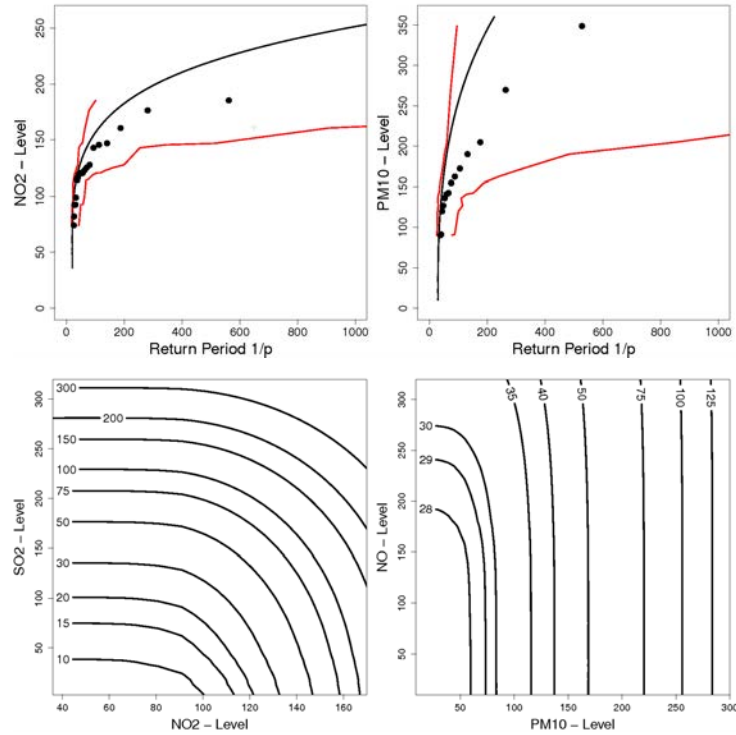 NO2 – Level
0 50 100 150 200 250
0 200 400 600 800 1000
Return Period 1/p
PM10 – Level
0 50 100 150 200 250 300 350
0 200 400 600 800 1000
Return Period 1/p
SO2 – Level
50 100 150 200 250 300
300
200
150
100
75
50
30
20
15
10
40 60 80 100 120 140 160
NO2 – Level
NO – Level
50 100 150 200 250 300
35 40 50 75 100 125
30
29
28
50 100 150 200 250 300
PM10 – Level